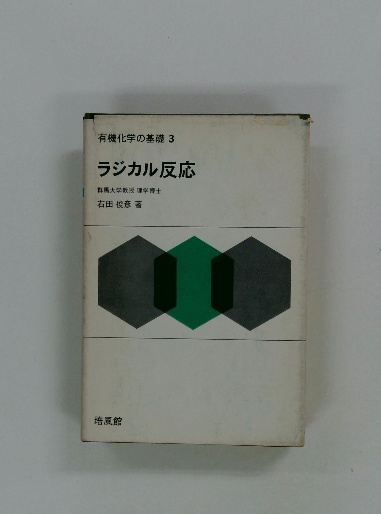 有機化学の基礎 3
ラジカル反応
群馬大学教授 理学博士
右田 俊彦 著
培風館